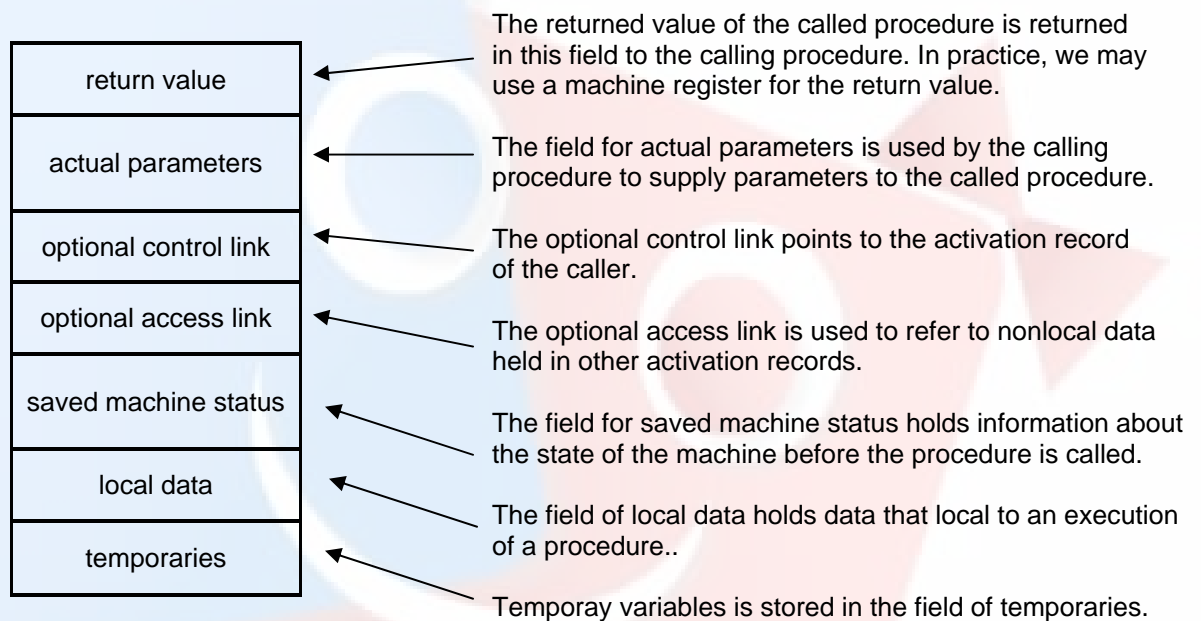 The returned value of the called procedure is returned
in this field to the calling procedure. In practice, we may
use a machine register for the return value.
return value
The field for actual parameters is used by the calling
procedure to supply parameters to the called procedure.
actual parameters
The optional control link points to the activation record
of the caller.
optional control link
The optional access link is used to refer to nonlocal data
held in other activation records.
optional access link
The field for saved machine status holds information about
the state of the machine before the procedure is called.
saved machine status
The field of local data holds data that local to an execution
of a procedure..
local data
Temporay variables is stored in the field of temporaries.
temporaries